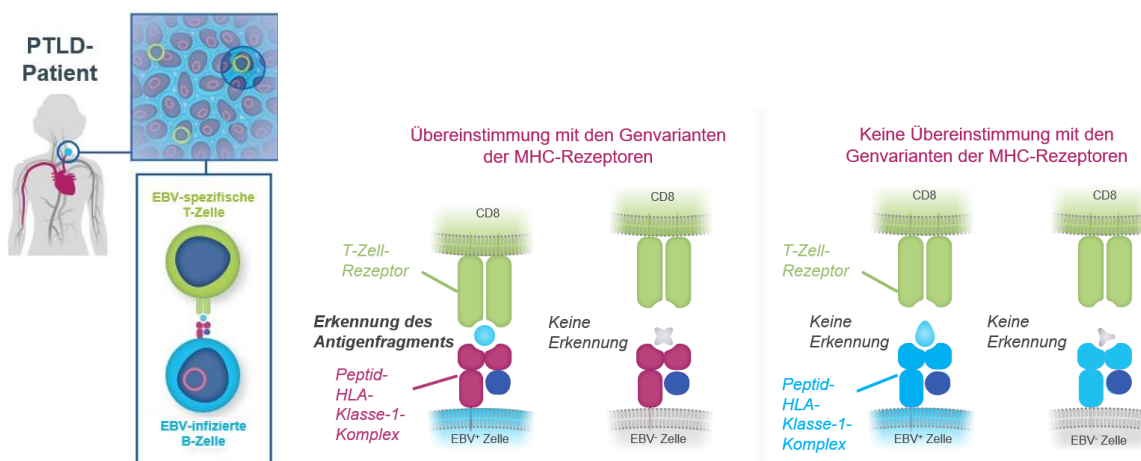 PTLD-
Patient
EBV-spezifische
T-Zelle
EBV-infizierte
B-Zelle
Übereinstimmung mit den Genvarianten
der MHC-Rezeptoren
CD8
CD8
T-Zell-
Rezeptor
Erkennung des
Antigenfragments
Keine
Erkennung
Peptid-
HLA-
Klasse-1-
Komplex
EBV⁺ Zelle
EBV⁻ Zelle
Keine Übereinstimmung mit den
Genvarianten der MHC-Rezeptoren
CD8
CD8
T-Zell-
Rezeptor
Keine
Erkennung
Keine
Erkennung
Peptid-
HLA-
Klasse-1-
Komplex
EBV⁺ Zelle
EBV⁻ Zelle